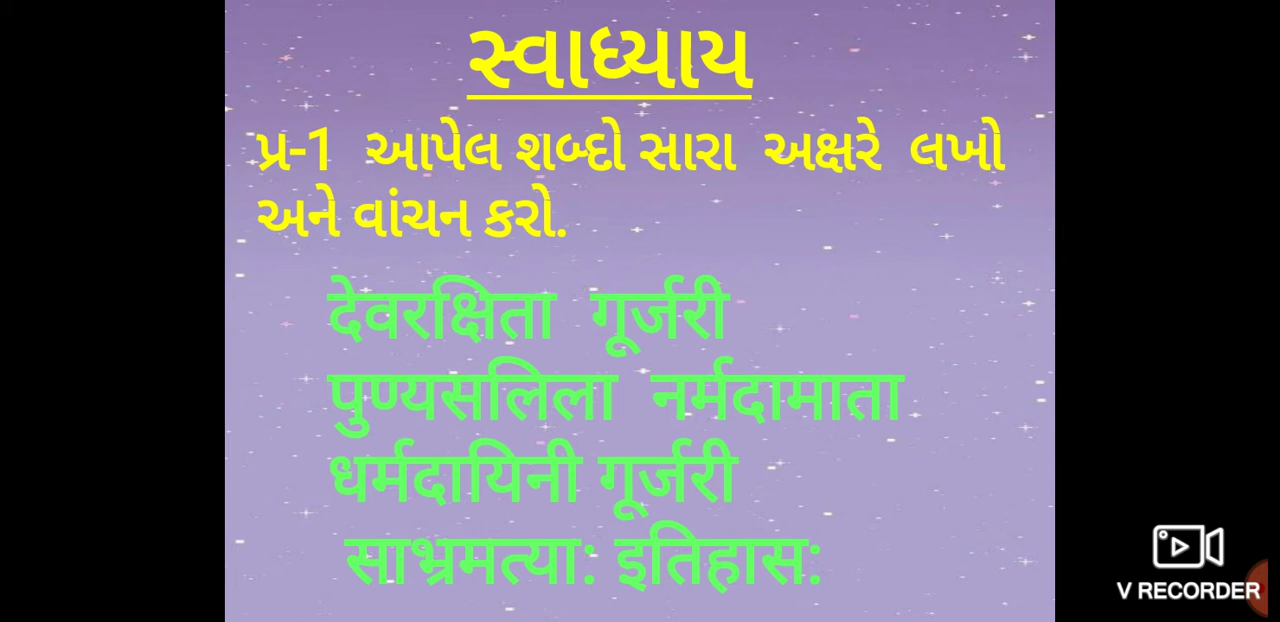 સ્વાધ્યાય
પ્ર-1 આપેલ શબ્દો સારા અક્ષરે લખો
અને વાંચન કરો.
देवरक्षिता गूर्जरी
पुण्यसलिला नर्मदामाता
धर्मदायिनी गूर्जरी
साभ्रमत्या: इतिहास:
V RECORDER